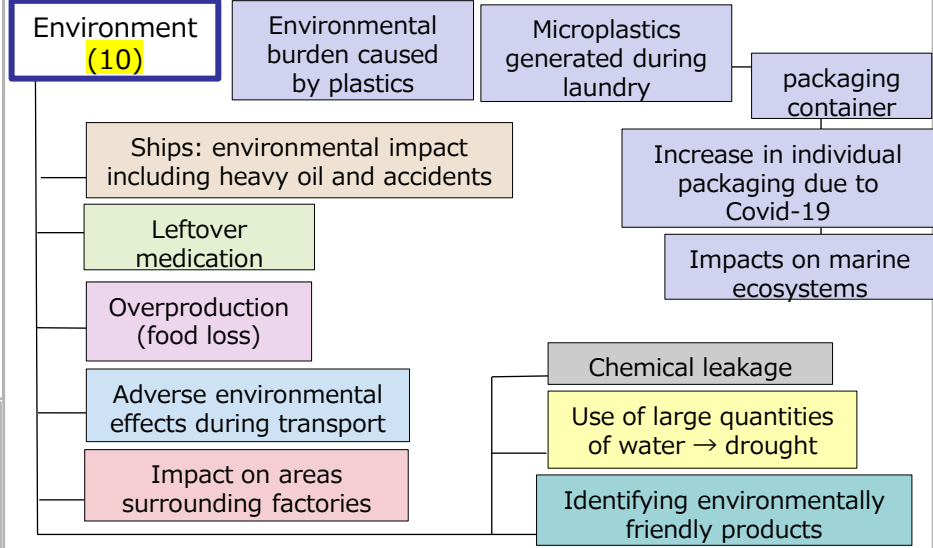 Environment
(10)
Environmental
burden caused
by plastics
Microplastics
generated during
laundry
packaging
container
Increase in individual
packaging due to
Covid-19
Impacts on marine
ecosystems
Ships: environmental impact
including heavy oil and accidents
Leftover
medication
Overproduction
(food loss)
Adverse environmental
effects during transport
Impact on areas
surrounding factories
Chemical leakage
Use of large quantities
of water → drought
Identifying environmentally
friendly products